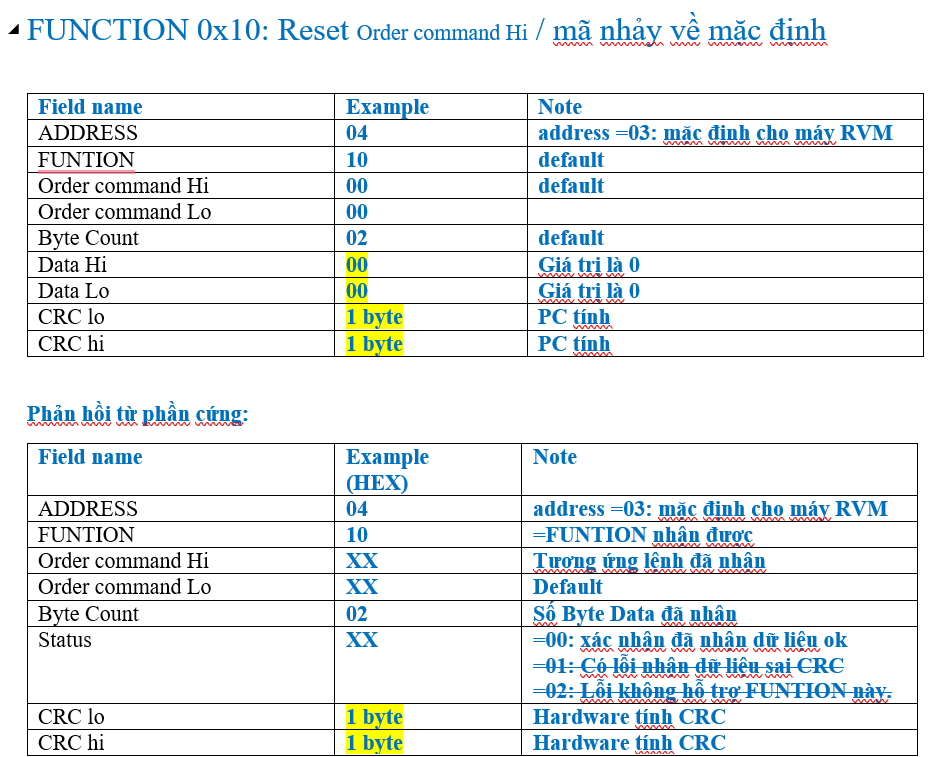 FUNCTION 0x10: Reset Order command Hi / mã nhảy về mặc định
Field name Example Note
ADDRESS 04 address =03: mặc định cho máy RVM
FUNTION 10 default
Order command Hi 00 default
Order command Lo 00
Byte Count 02 default
Data Hi 00 Giá trị là 0
Data Lo 00 Giá trị là 0
CRC lo 1 byte PC tính
CRC hi 1 byte PC tính
Phản hồi từ phần cứng:
Field name Example Note
(HEX)
ADDRESS 04 address =03: mặc định cho máy RVM
FUNTION 10 =FUNTION nhận được
Order command Hi XX Tương ứng lệnh đã nhận
Order command Lo XX Default
Byte Count 02 Số Byte Data đã nhận
Status XX =00: xác nhận đã nhận dữ liệu ok
=01: Có lỗi nhận dữ liệu sai CRC
=02: Lỗi không hỗ trợ FUNTION này.
CRC lo 1 byte Hardware tính CRC
CRC hi 1 byte Hardware tính CRC